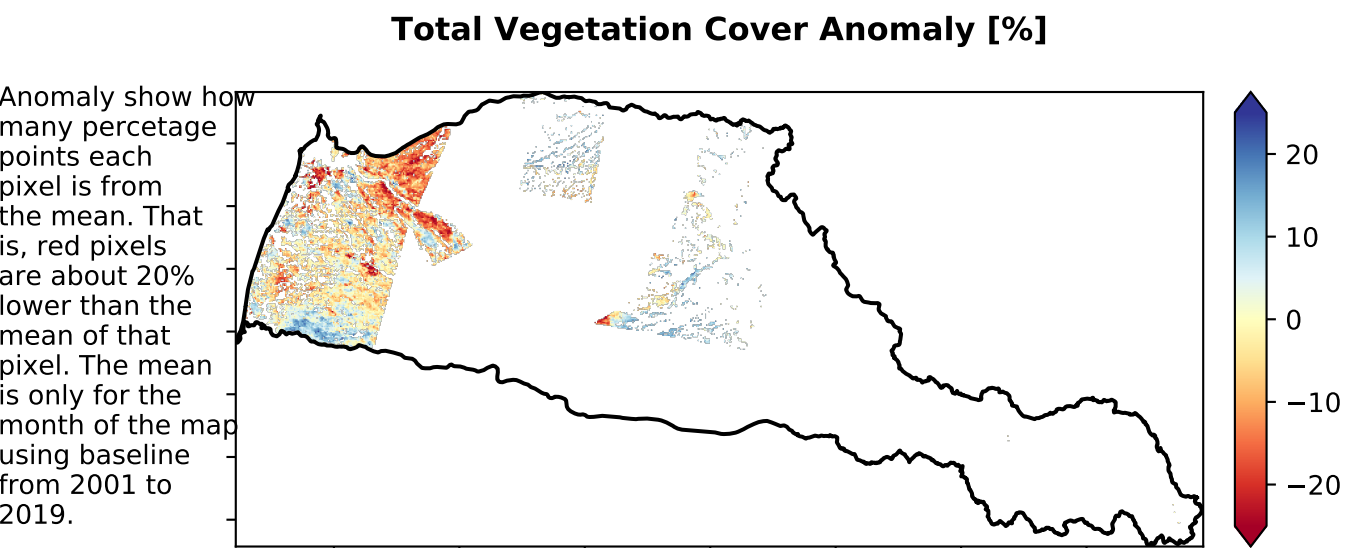 Total Vegetation Cover Anomaly [%]
Anomaly show how
many percetage
points each
pixel is from
the mean. That
is, red pixels
are about 20%
lower than the
mean of that
pixel. The mean
is only for the
month of the map
using baseline
from 2001 to
2019.
20
10
0
−10
−20